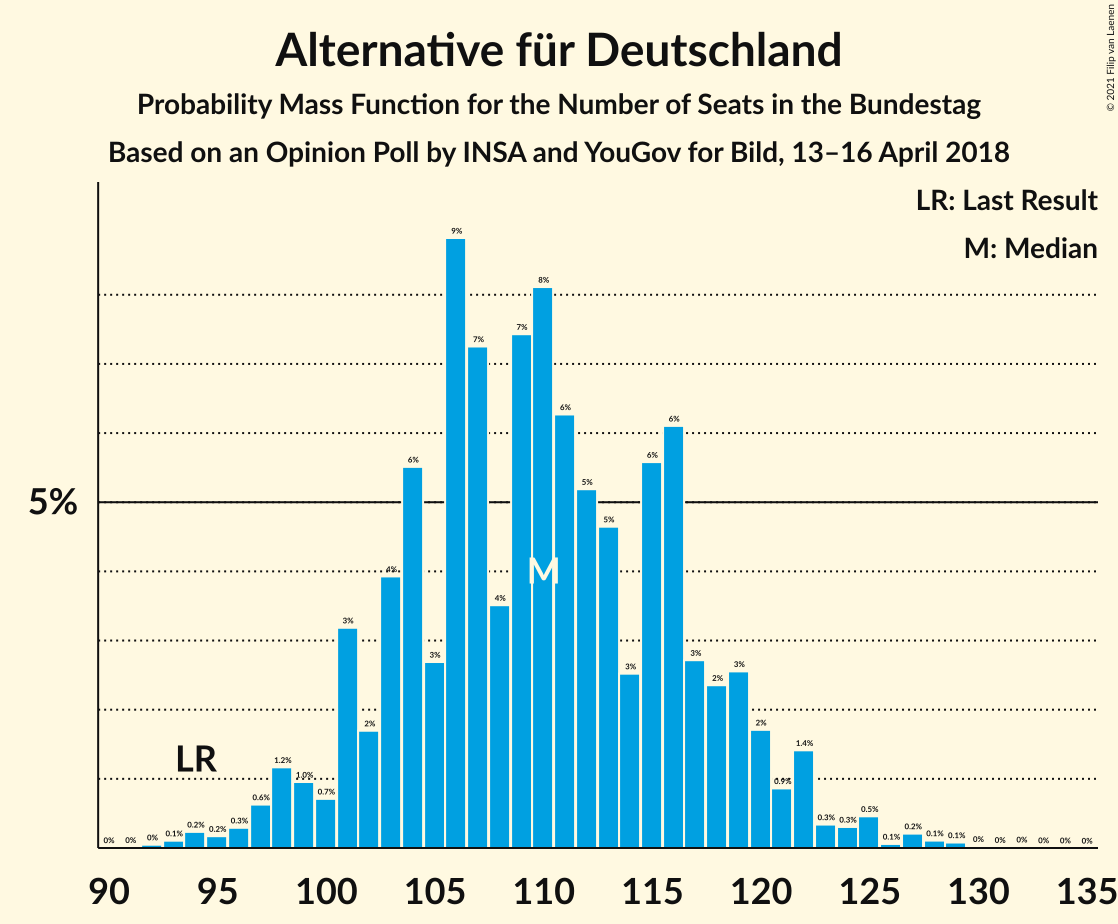 Alternative für Deutschland
Probability Mass Function for the Number of Seats in the Bundestag
Based on an Opinion Poll by INSA and YouGov for Bild, 13–16 April 2018
© 2021 Filip van Laenen
LR: Last Result
M: Median
5%
LR
M
0% 0% 0% 0.1% 0.2% 0.2% 0.3% 0.6% 1.2% 1.0% 0.7% 3% 2% 4% 6% 3% 9% 7% 4% 7% 8% 6% 5% 5% 3% 6% 6% 3% 2% 3% 2% 0.9% 1.4% 0.3% 0.3% 0.5% 0.1% 0.2% 0.1% 0.1% 0% 0% 0% 0% 0% 0%
90 95 100 105 110 115 120 125 130 135